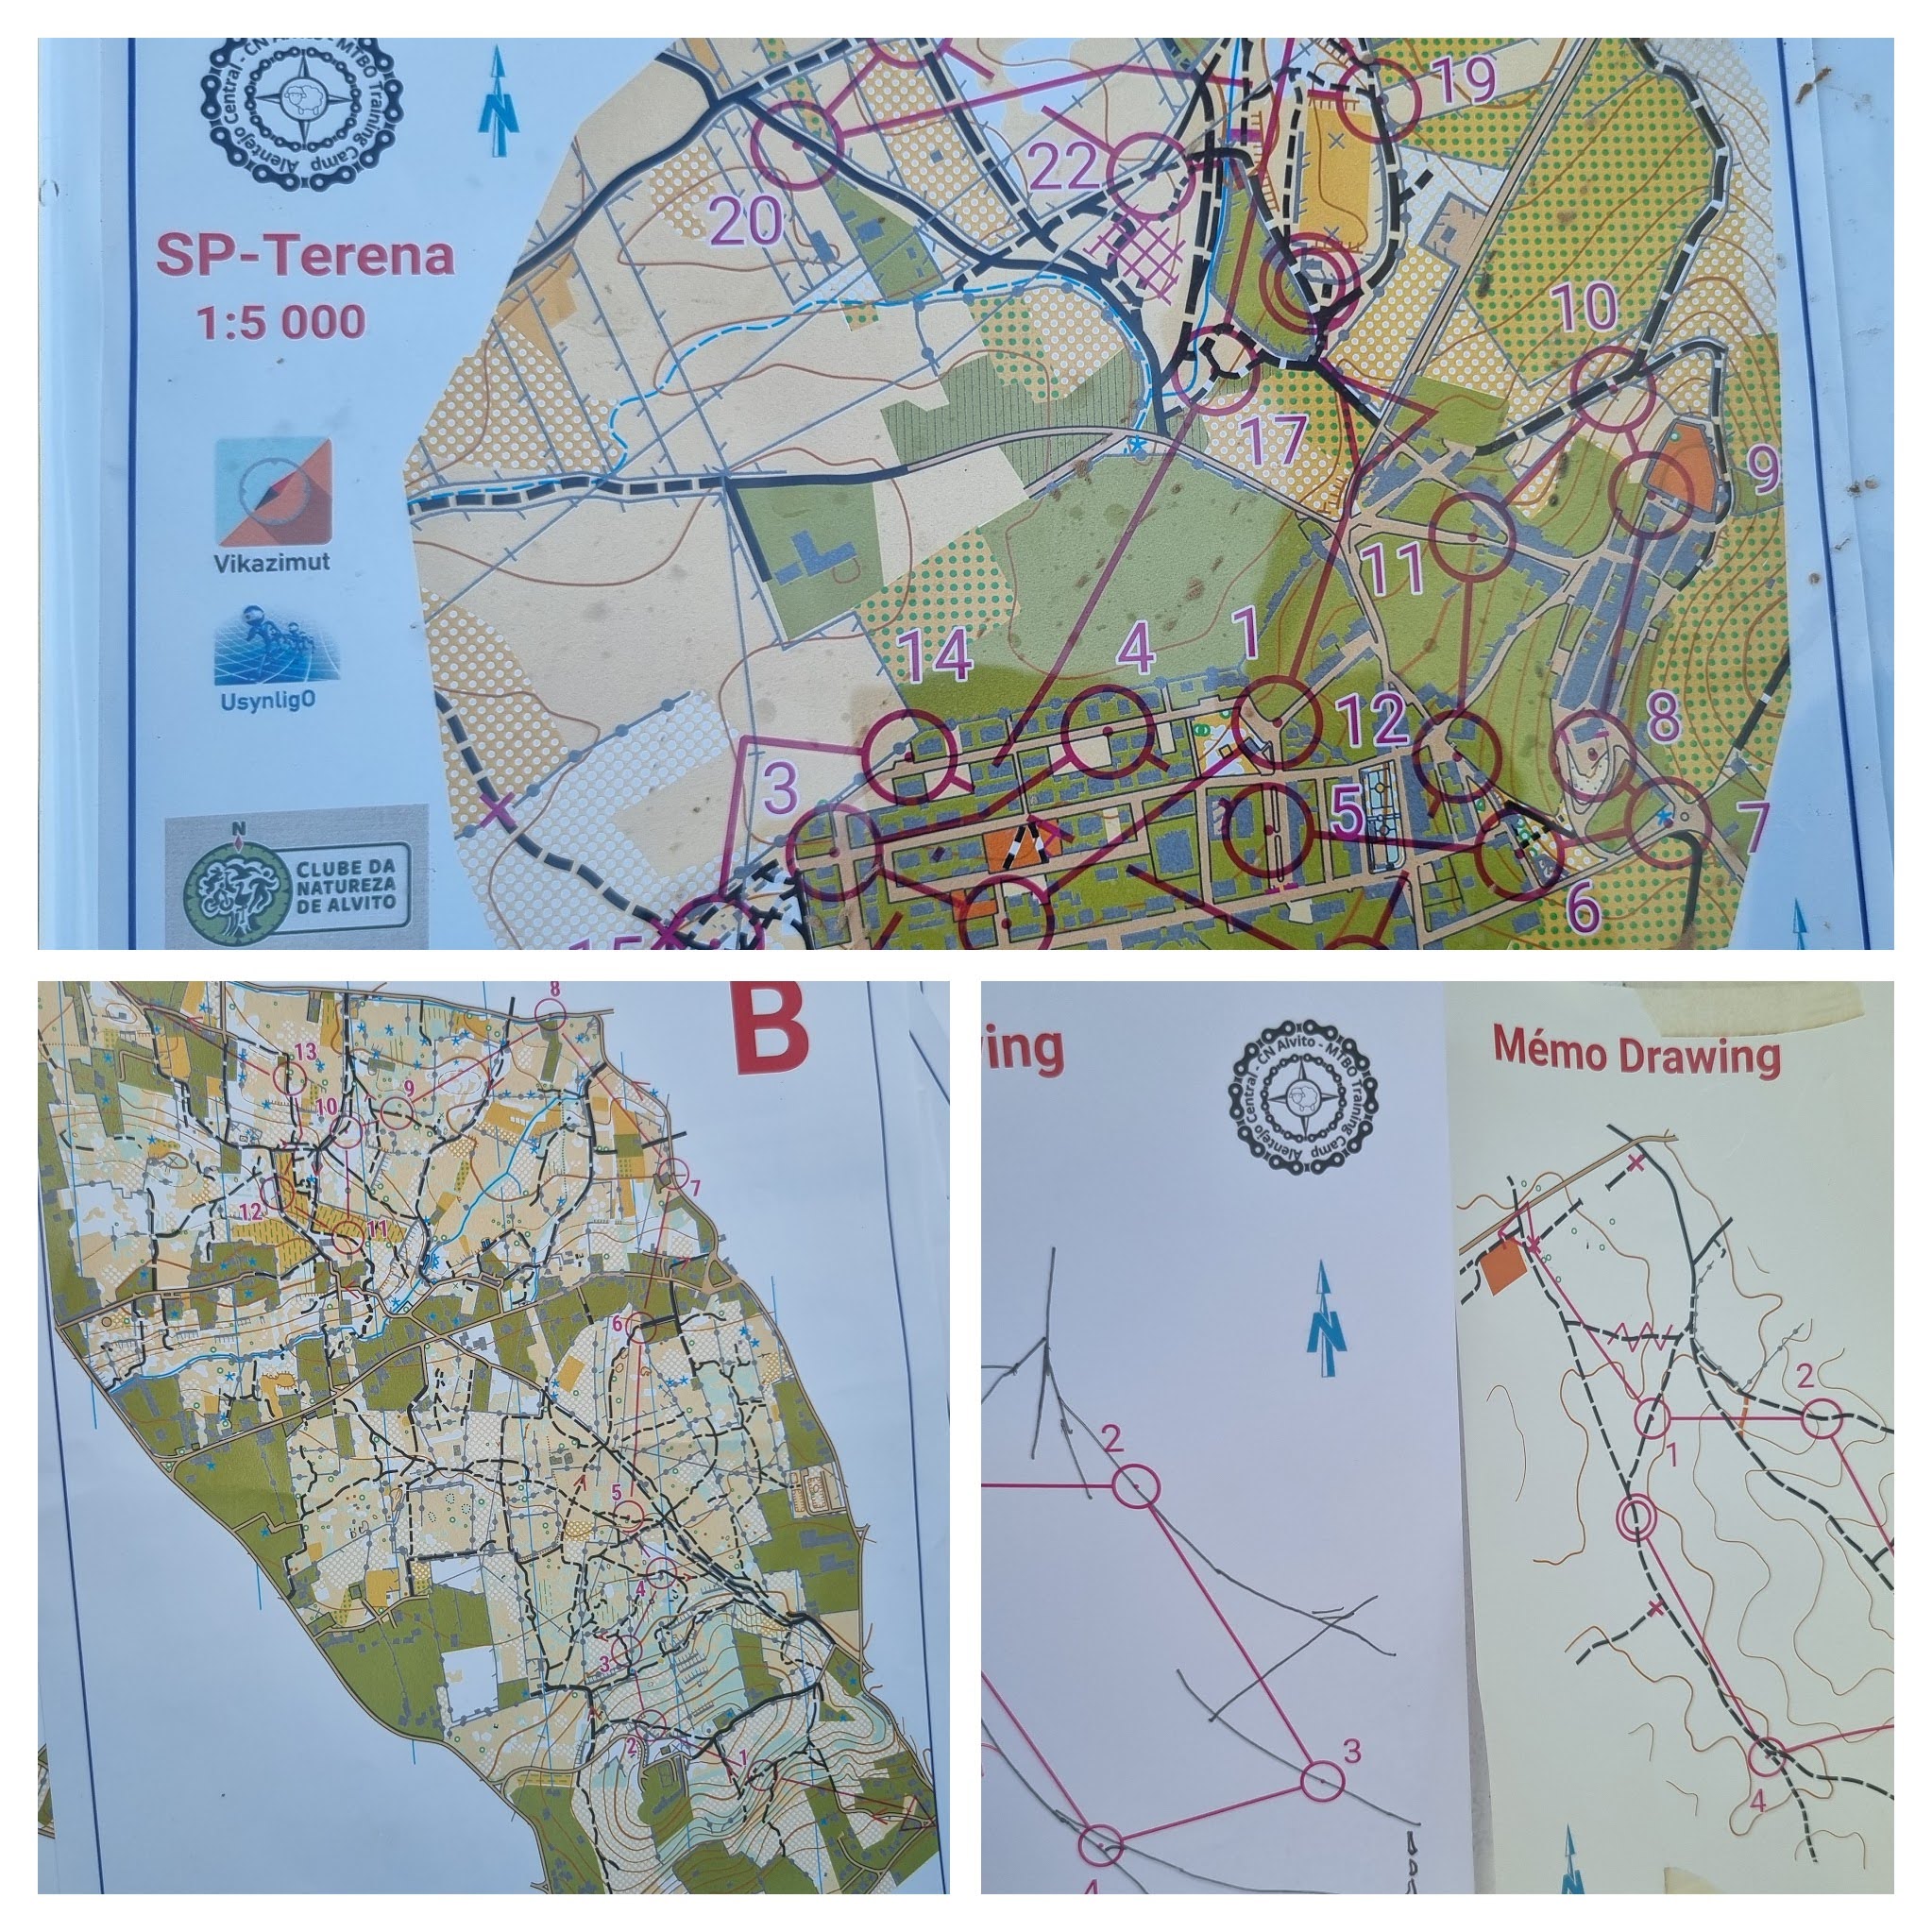 CN Alvito - MTBO Training Camp
Alentejo Central -
N
SP-Terena
1:5 000
Vikazimut
UsynligO
N
CLUBE DA
NATUREZA
DE ALVITO
19
22
20
10
17
9
11
14
4
1
12
8
3
5
7
6
15
B
8
13
9
10
7
12
11
6
5
4
3
2
1
ing
CN Alvito - MTBO Training Camp
Alentejo Central -
N
2
3
4
Mémo Drawing
2
1
4
N